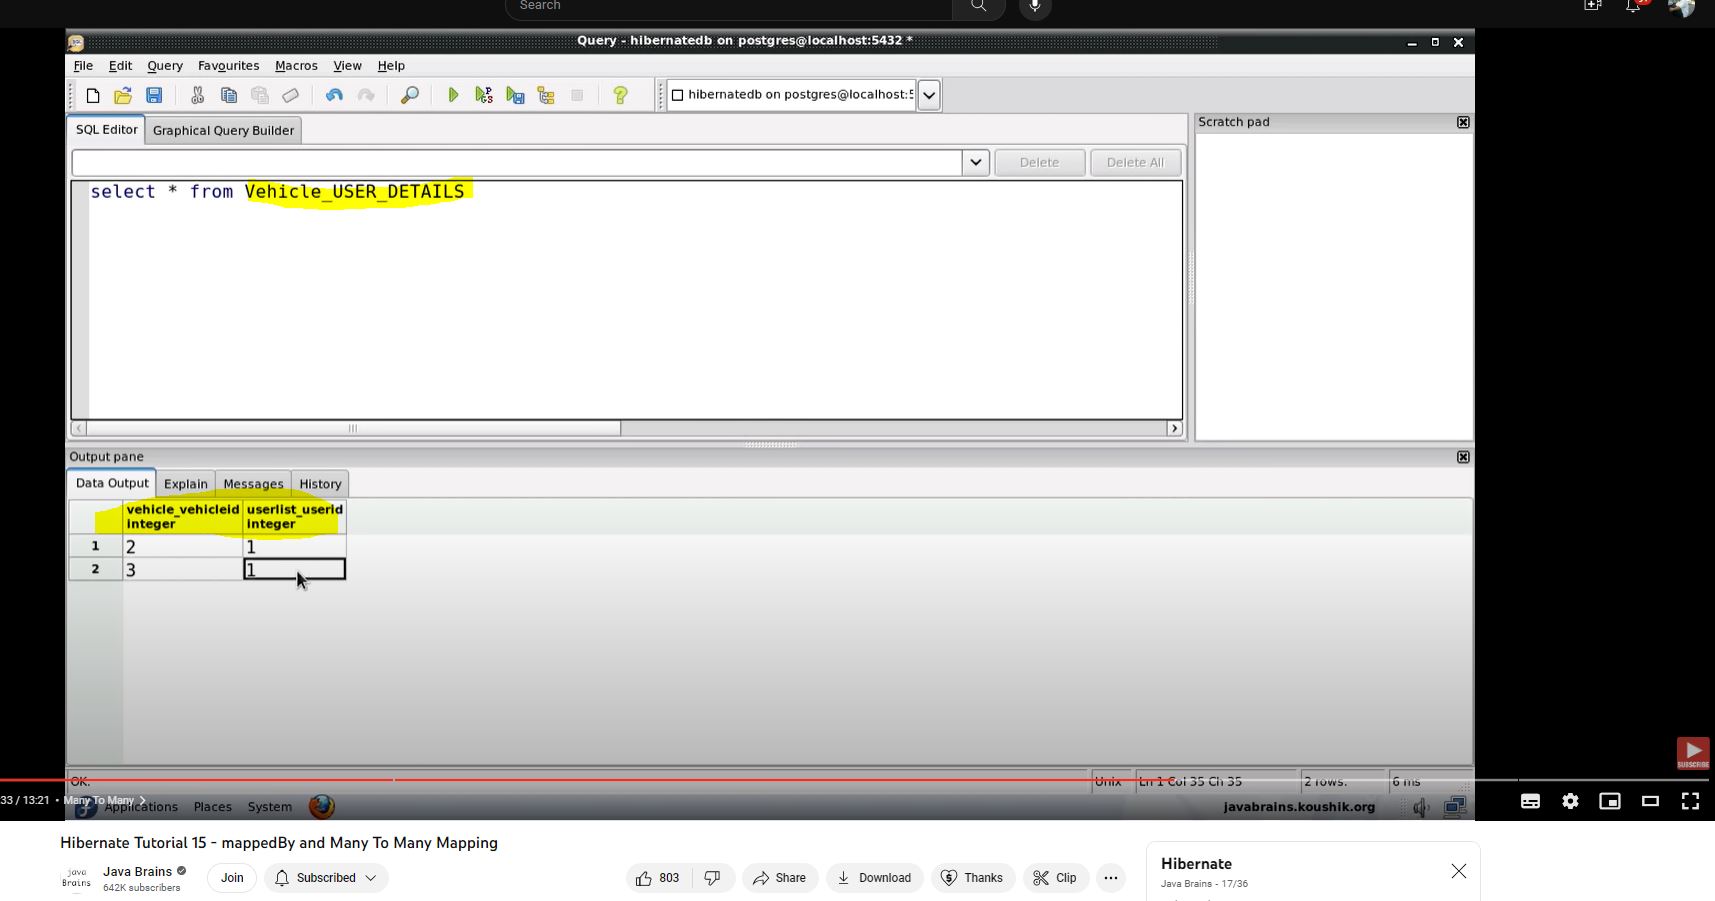 Search
Query - hibernatedb on postgres@localhost:5432 *
File Edit Query Favourites Macros View Help
hibernatedb on postgres@localhost:5
SQL Editor Graphical Query Builder
Scratch pad
Delete Delete All
select * from Vehicle_USER_DETAILS
Output pane
Data Output Explain Messages History
vehicle_vehicleid userlist_userid
integer integer
1 2 1
2 3 1
SUBSCRIBE
OK. Unix Ln 1 Col 35 Ch 35 2 rows. 6 ms
33 / 13:21 • Many To Many
Applications Places System javabrains.koushik.org
Hibernate Tutorial 15 - mappedBy and Many To Many Mapping
java
Brains
Java Brains
642K subscribers
Join Subscribed 803 Share Download Thanks Clip ...
Hibernate
Java Brains - 17/36